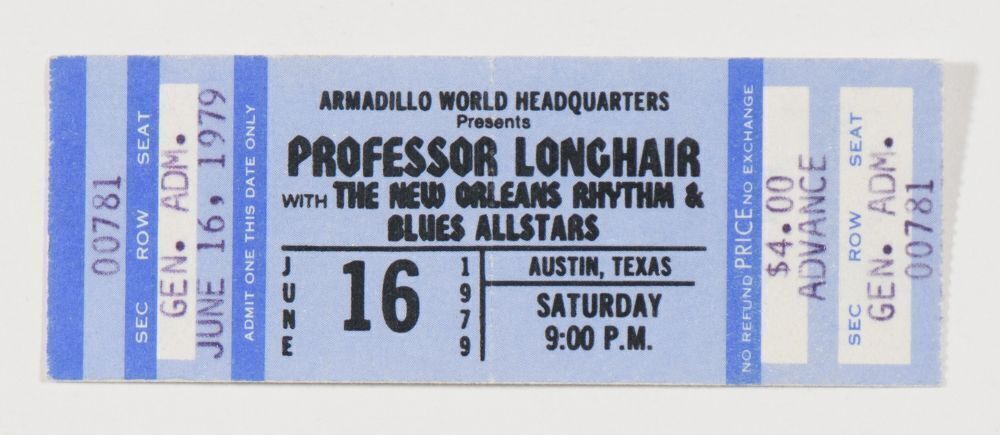 00781
SEC ROW SEAT
GEN. ADM.
JUNE 16, 1979
ADMIT ONE THIS DATE ONLY
ARMADILLO WORLD HEADQUARTERS
Presents
PROFESSOR LONGHAIR
WITH THE NEW ORLEANS RHYTHM &
BLUES ALLSTARS
JUNE
16
1979
AUSTIN, TEXAS
SATURDAY
9:00 P.M.
NO REFUND PRICE NO EXCHANGE
$4.00
ADVANCE
SEC ROW SEAT
GEN. ADM.
00781